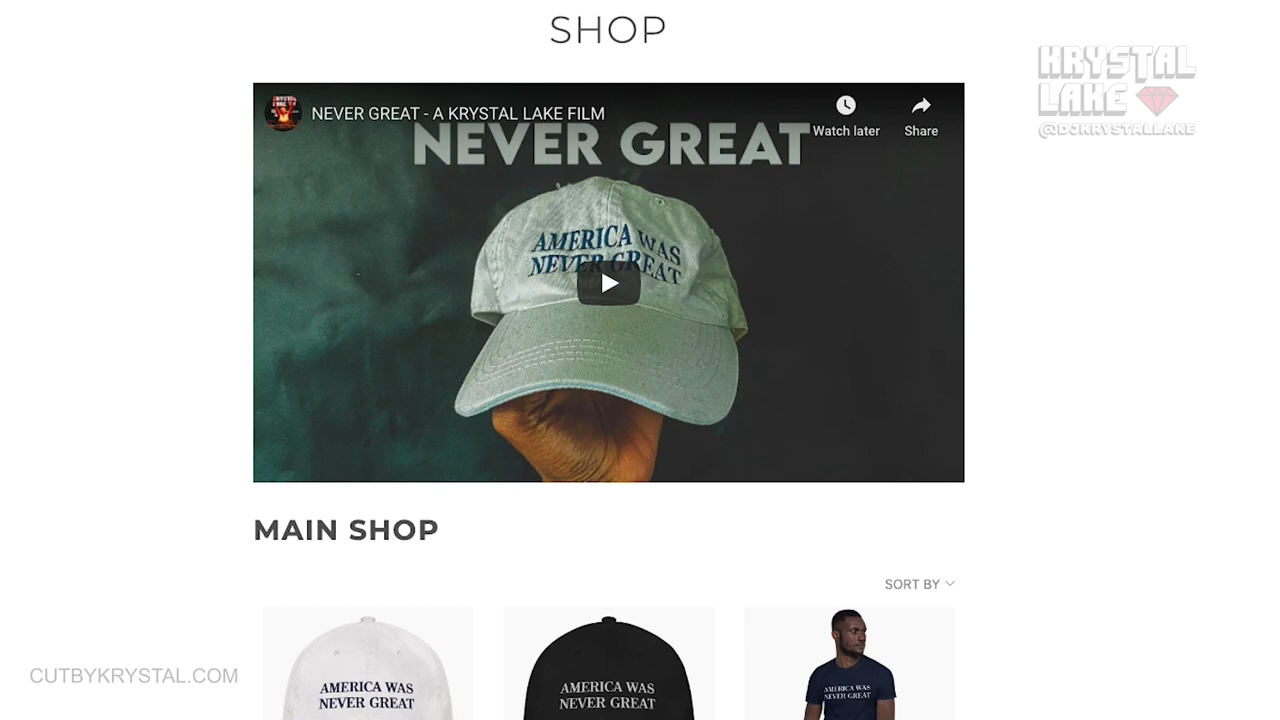 SHOP
KRYSTAL
LAKE
@DJKRYSTALLAKE
NEVER GREAT - A KRYSTAL LAKE FILM
Watch later
Share
NEVER GREAT
AMERICA WAS
NEVER GREAT
MAIN SHOP
SORT BY
AMERICA WAS
NEVER GREAT
AMERICA WAS
NEVER GREAT
AMERICA WAS
NEVER GREAT
CUTBYKRYSTAL.COM